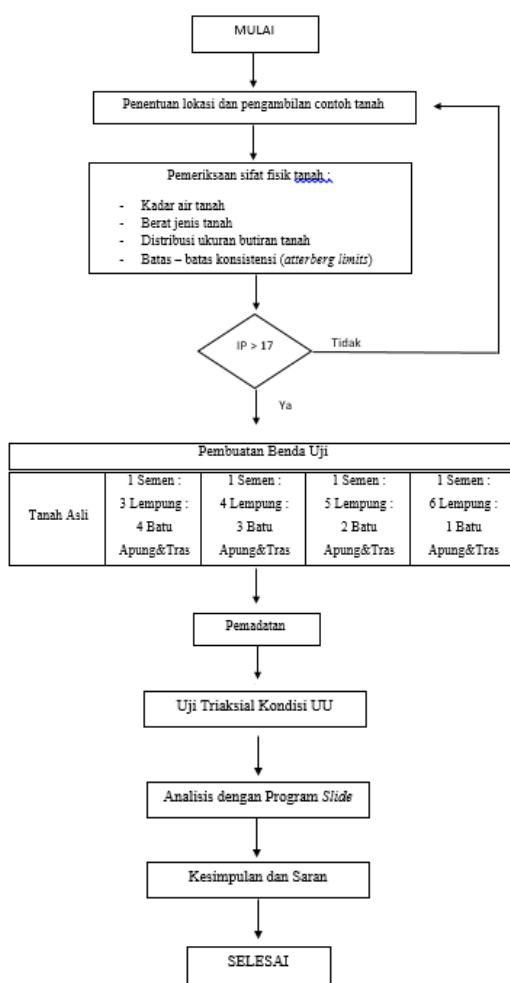 MULAI
Penentuan lokasi dan pengambilan contoh tanah
Pemeriksaan sifat fisik tanah :
- Kadar air tanah
- Berat jenis tanah
- Distribusi ukuran butiran tanah
- Batas – batas konsistensi (atterberg limits)
IP > 17
Tidak
Ya
Pembuatan Benda Uji
Tanah Asli
1 Semen :
3 Lempung :
4 Batu
Apung&Tras
1 Semen :
4 Lempung :
3 Batu
Apung&Tras
1 Semen :
5 Lempung :
2 Batu
Apung&Tras
1 Semen :
6 Lempung :
1 Batu
Apung&Tras
Pemadatan
Uji Triaksial Kondisi UU
Analisis dengan Program Slide
Kesimpulan dan Saran
SELESAI